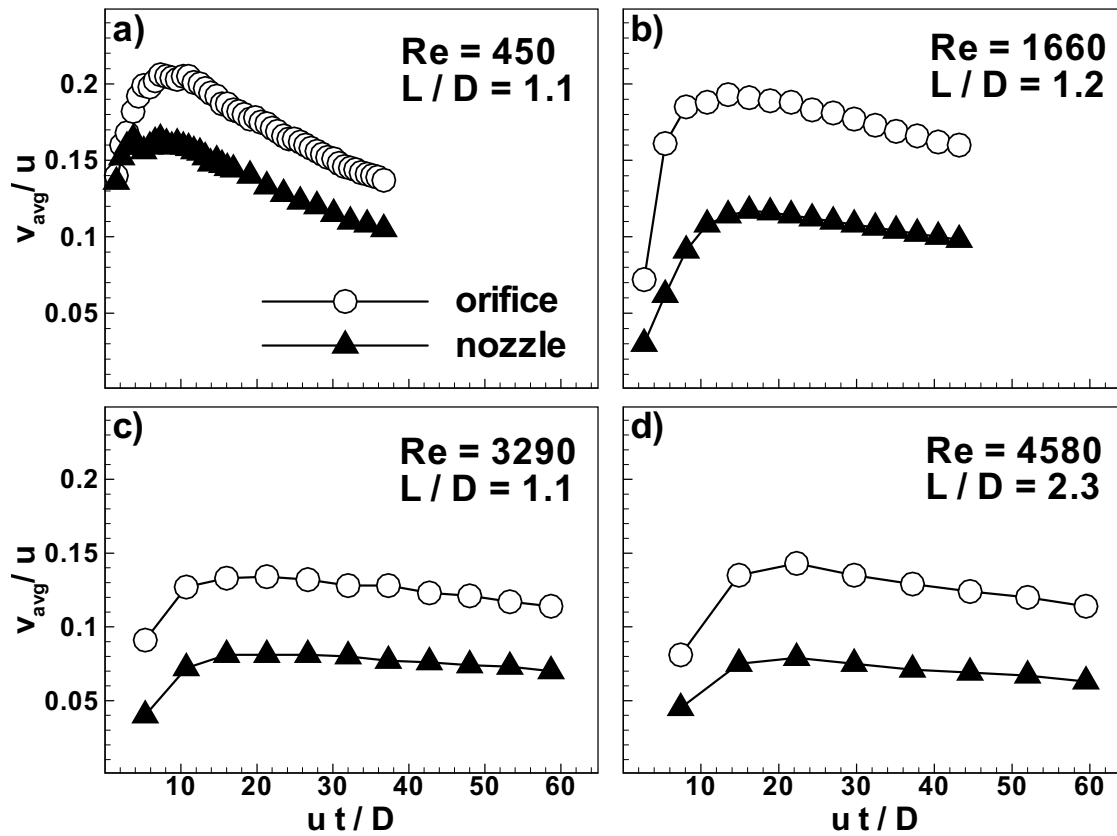 a)
Re = 450
L / D = 1.1
0.2
0.15
0.1
0.05
v_avg / u
orifice
nozzle
b)
Re = 1660
L / D = 1.2
c)
Re = 3290
L / D = 1.1
0.2
0.15
0.1
0.05
v_avg / u
10 20 30 40 50 60
u t / D
d)
Re = 4580
L / D = 2.3
10 20 30 40 50 60
u t / D